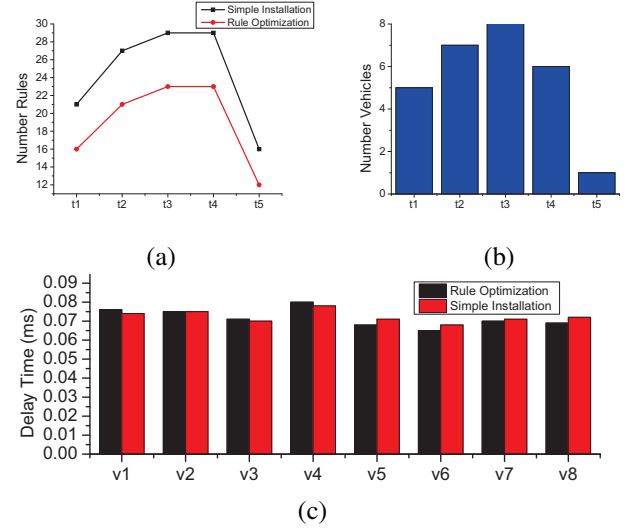 Simple Installation
Rule Optimization
Number Rules
30
28
26
24
22
20
18
16
14
12
t1 t2 t3 t4 t5
(a)
Number Vehicles
8
6
4
2
0
t1 t2 t3 t4 t5
(b)
Delay Time (ms)
0.09
0.08
0.07
0.06
0.05
0.04
0.03
0.02
0.01
0.00
Rule Optimization
Simple Installation
v1 v2 v3 v4 v5 v6 v7 v8
(c)